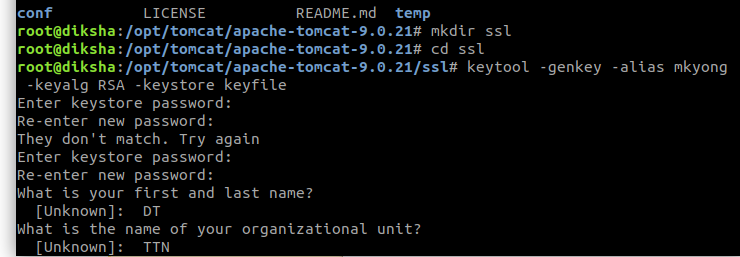 conf LICENSE README.md temp
root@diksha:/opt/tomcat/apache-tomcat-9.0.21# mkdir ssl
root@diksha:/opt/tomcat/apache-tomcat-9.0.21# cd ssl
root@diksha:/opt/tomcat/apache-tomcat-9.0.21/ssl# keytool -genkey -alias mkyong
-keyalg RSA -keystore keyfile
Enter keystore password:
Re-enter new password:
They don't match. Try again
Enter keystore password:
Re-enter new password:
What is your first and last name?
[Unknown]: DT
What is the name of your organizational unit?
[Unknown]: TTN